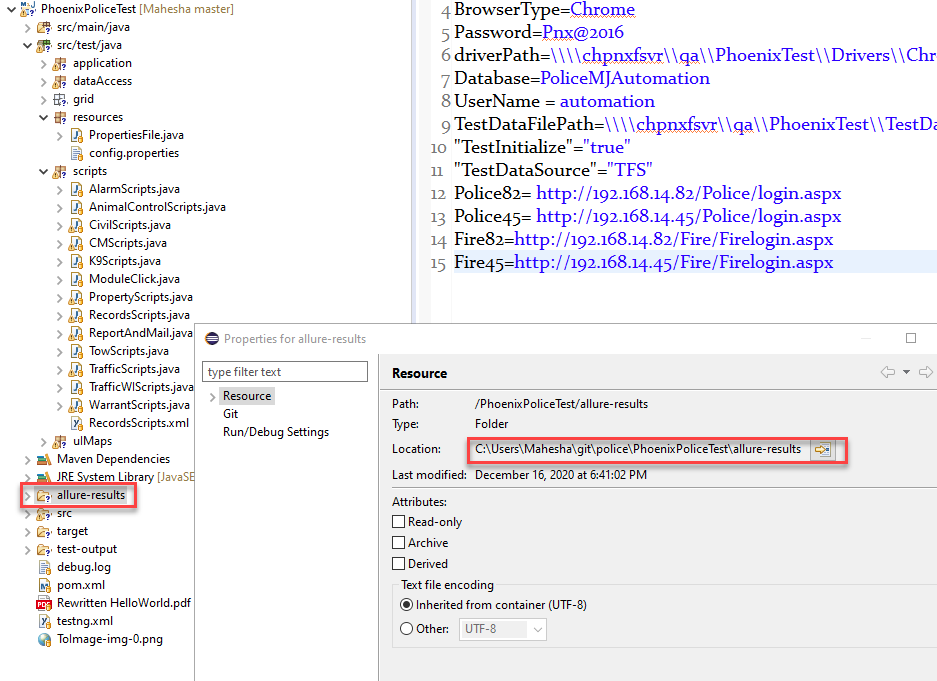 PhoenixPoliceTest [Mahesha master]
src/main/java
src/test/java
application
dataAccess
grid
resources
PropertiesFile.java
config.properties
scripts
AlarmScripts.java
AnimalControlScripts.java
CivilScripts.java
CMScripts.java
K9Scripts.java
ModuleClick.java
PropertyScripts.java
RecordsScripts.java
ReportAndMail.java
TowScripts.java
TrafficScripts.java
TrafficWIScripts.java
WarrantScripts.java
RecordsScripts.xml
uiMaps
Maven Dependencies
JRE System Library [JavaSE
allure-results
src
target
test-output
debug.log
pom.xml
Rewritten HelloWorld.pdf
testng.xml
ToImage-img-0.png
4 BrowserType=Chrome
5 Password=Pnx@2016
6 driverPath=\\\\chpnxfsvr\\qa\\PhoenixTest\\Drivers\\Chr
7 Database=PoliceMJAutomation
8 UserName = automation
9 TestDataFilePath=\\\\chpnxfsvr\\qa\\PhoenixTest\\TestDa
10 "TestInitialize"="true"
11 "TestDataSource"="TFS"
12 Police82= http://192.168.14.82/Police/login.aspx
13 Police45= http://192.168.14.45/Police/login.aspx
14 Fire82=http://192.168.14.82/Fire/Firelogin.aspx
15 Fire45=http://192.168.14.45/Fire/Firelogin.aspx
Properties for allure-results
type filter text
Resource
Git
Run/Debug Settings
Resource
Path: /PhoenixPoliceTest/allure-results
Type: Folder
Location: C:\Users\Mahesha\git\police\PhoenixPoliceTest\allure-results
Last modified: December 16, 2020 at 6:41:02 PM
Attributes:
Read-only
Archive
Derived
Text file encoding
Inherited from container (UTF-8)
Other: UTF-8